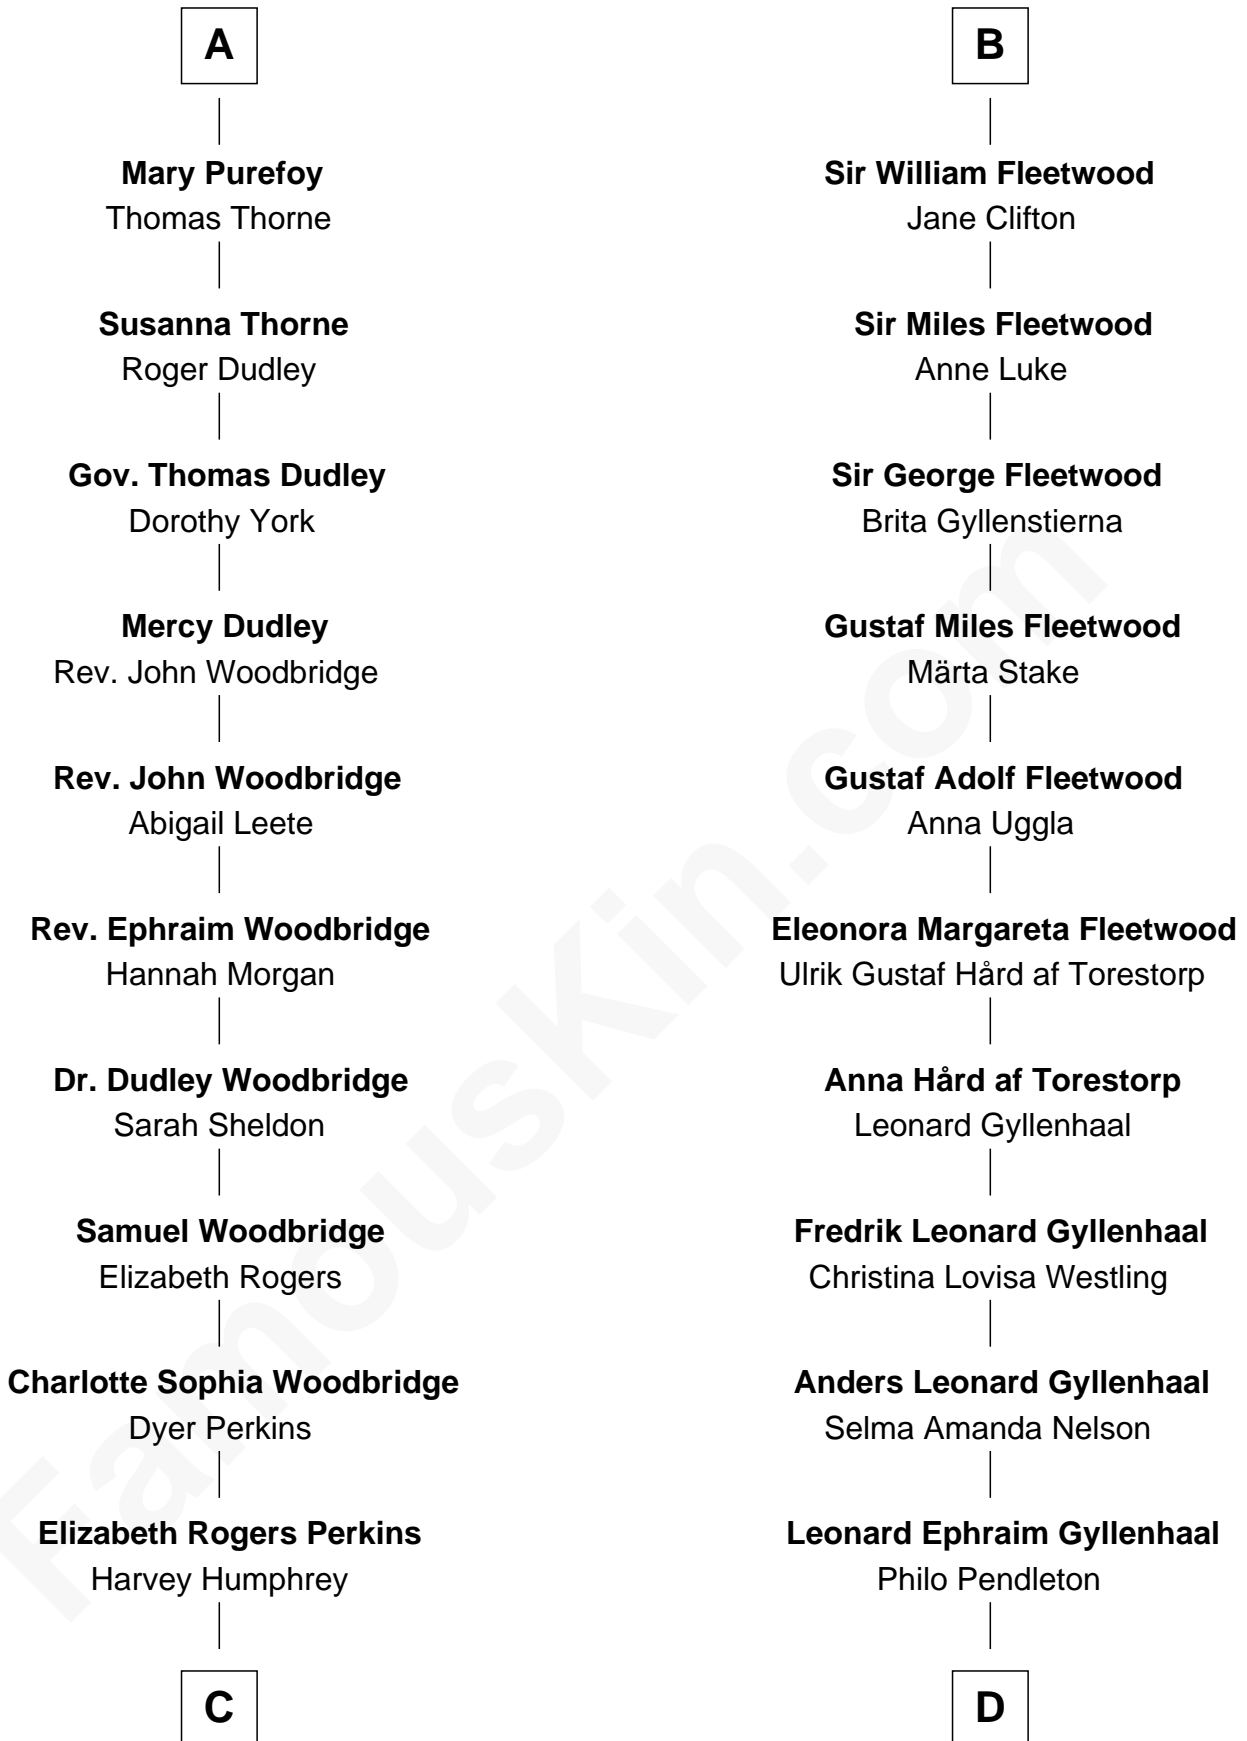 A
Mary Purefoy
Thomas Thorne
Susanna Thorne
Roger Dudley
Gov. Thomas Dudley
Dorothy York
Mercy Dudley
Rev. John Woodbridge
Rev. John Woodbridge
Abigail Leete
Rev. Ephraim Woodbridge
Hannah Morgan
Dr. Dudley Woodbridge
Sarah Sheldon
Samuel Woodbridge
Elizabeth Rogers
Charlotte Sophia Woodbridge
Dyer Perkins
Elizabeth Rogers Perkins
Harvey Humphrey
C
B
Sir William Fleetwood
Jane Clifton
Sir Miles Fleetwood
Anne Luke
Sir George Fleetwood
Brita Gyllenstierna
Gustaf Miles Fleetwood
Märta Stake
Gustaf Adolf Fleetwood
Anna Uggla
Eleonora Margareta Fleetwood
Ulrik Gustaf Hård af Torestorp
Anna Hård af Torestorp
Leonard Gyllenhaal
Fredrik Leonard Gyllenhaal
Christina Lovisa Westling
Anders Leonard Gyllenhaal
Selma Amanda Nelson
Leonard Ephraim Gyllenhaal
Philo Pendleton
D
FamousKin.com